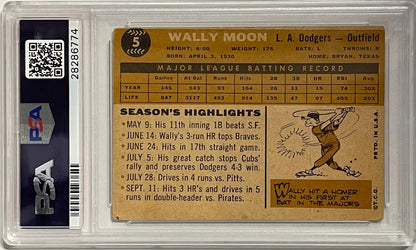 5
WALLY MOON
L. A. Dodgers — Outfield
HEIGHT: 6-00 WEIGHT: 175 BATS: L THROWS: R
BORN: APRIL 3, 1930 HOME: BRYAN, TEXAS
MAJOR LEAGUE BATTING RECORD
Games At Bat Runs Hits 2B 3B HR RBI AVG.
YEAR 145 543 93 164 26 11 19 74 .302
LIFE 847 3117
SEASON'S HIGHLIGHTS
• MAY 9: His 11th inning 1B beats S.F.
• JUNE 14: Wally's 3-run HR tops Braves.
• JUNE 24: Hits in 17th straight game.
• JULY 5: His great catch stops Cubs' rally and preserves Dodgers 4-3 win.
• JULY 28: Drives in 4 runs vs. Pitts.
• SEPT. 11: Hits 3 HR's and drives in 5 runs in double-header vs. Pirates.
WALLY HIT A HOMER
IN HIS FIRST AT
BAT IN THE MAJORS
©T.C.G.
PRTD. IN U.S.A.
28286774
PSA
PSA